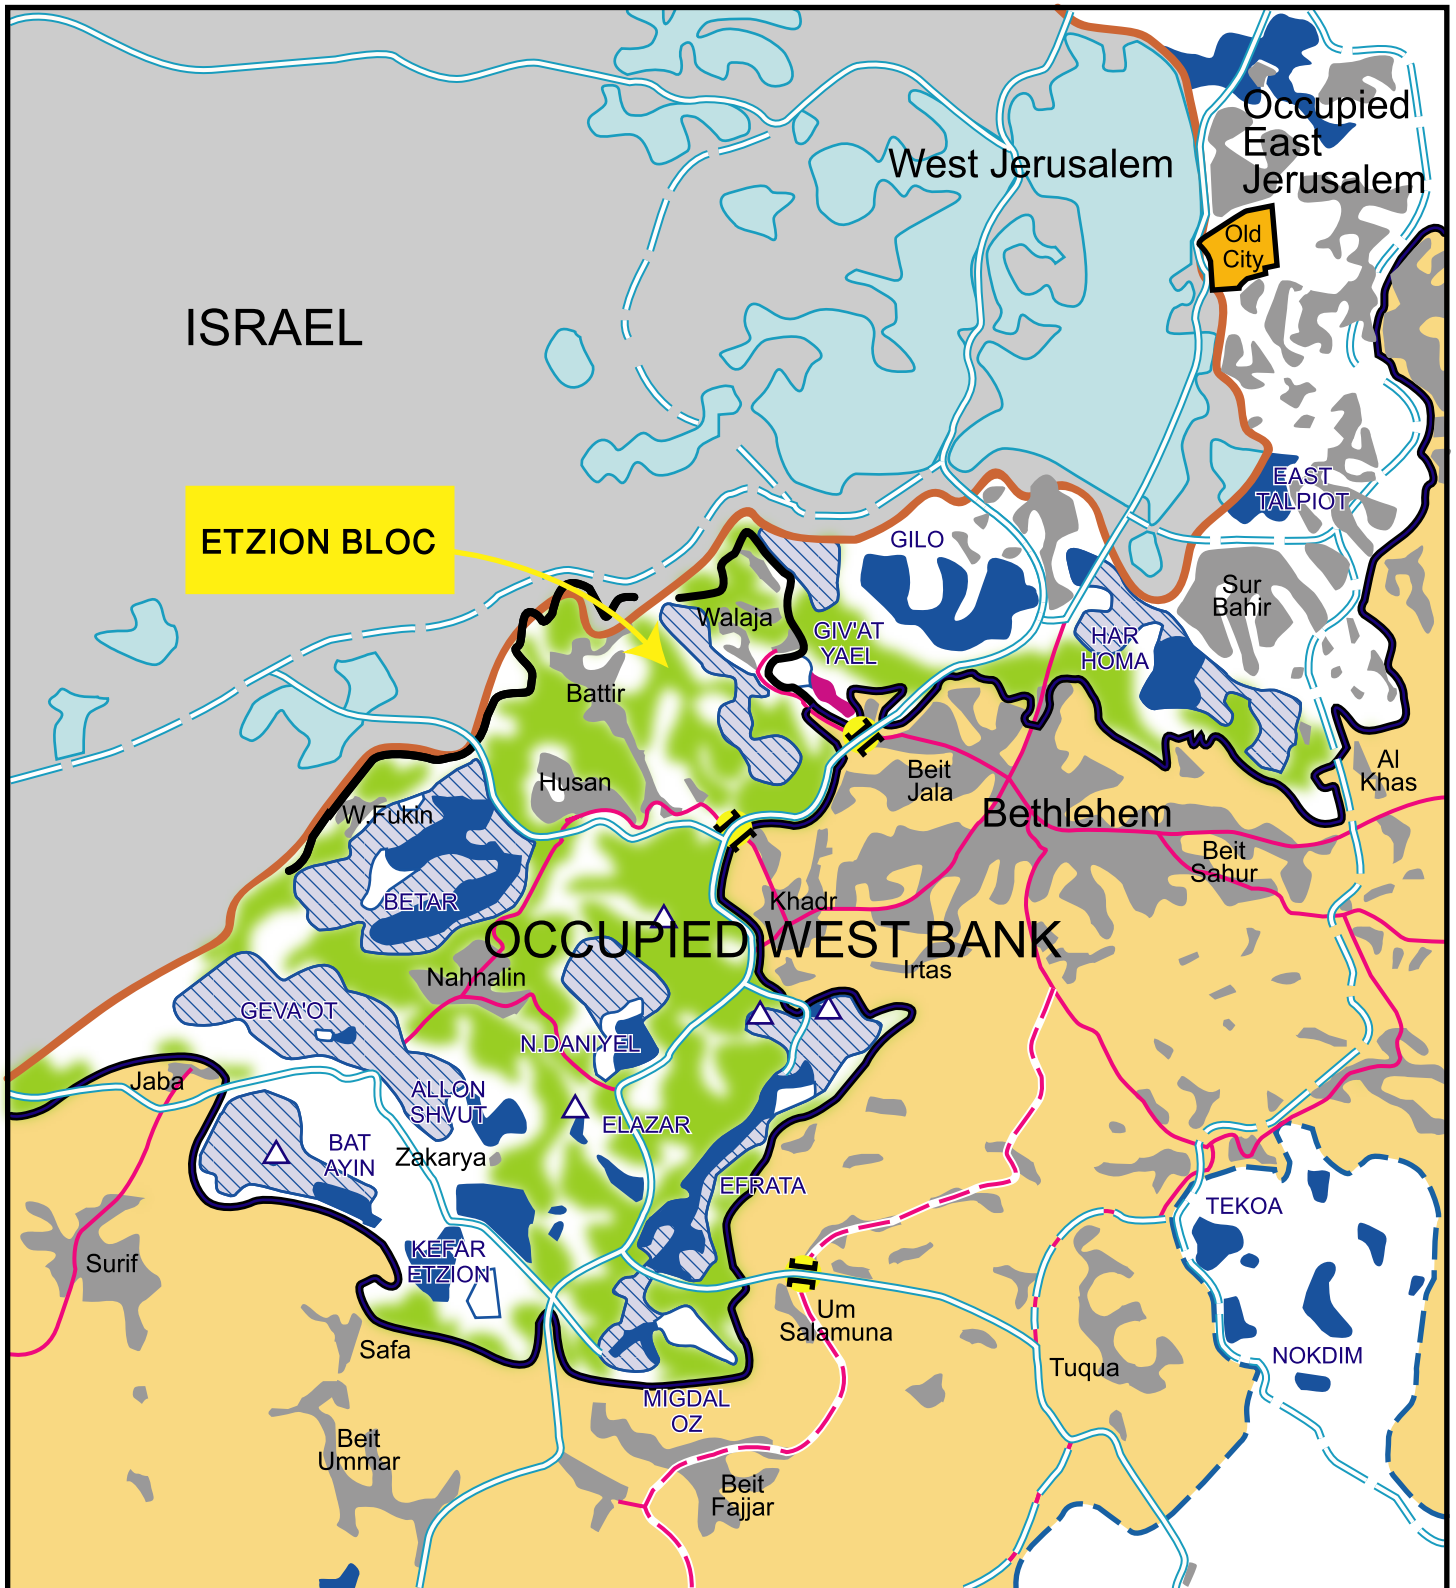 Occupied
East
Jerusalem
West Jerusalem
Old
City
ISRAEL
EAST
TALPIOT
ETZION BLOC
GILO
Sur
Bahir
Walaja
GIV'AT
YAEL
HAR
HOMA
Battir
Al
Khas
Husan
Beit
Jala
W.Fukin
Bethlehem
Beit
Sahur
BETAR
Khadr
OCCUPIED WEST BANK
Irtas
Nahhalin
GEVA'OT
N.DANIYEL
Jaba
ALLON
SHVUT
ELAZAR
BAT
AYIN
Zakarya
EFRATA
TEKOA
KEFAR
ETZION
Surif
Um
Salamuna
Safa
NOKDIM
Tuqua
MIGDAL
OZ
Beit
Ummar
Beit
Fajjar